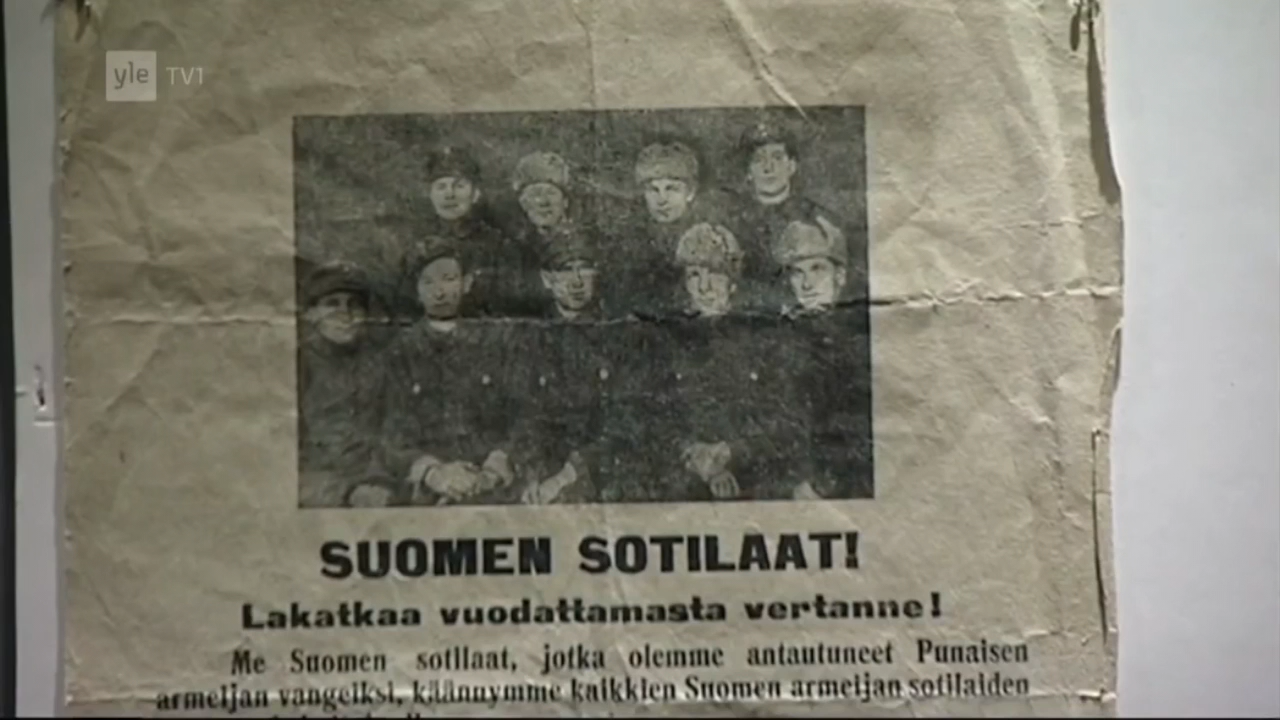 yle TV1
SUOMEN SOTILAAT!
Lakatkaa vuodattamasta vertanne!
Me Suomen sotilaat, jotka olemme antautuneet Punaisen
armeijan vangeiksi, käännymme kaikkien Suomen armeijan sotilaiden